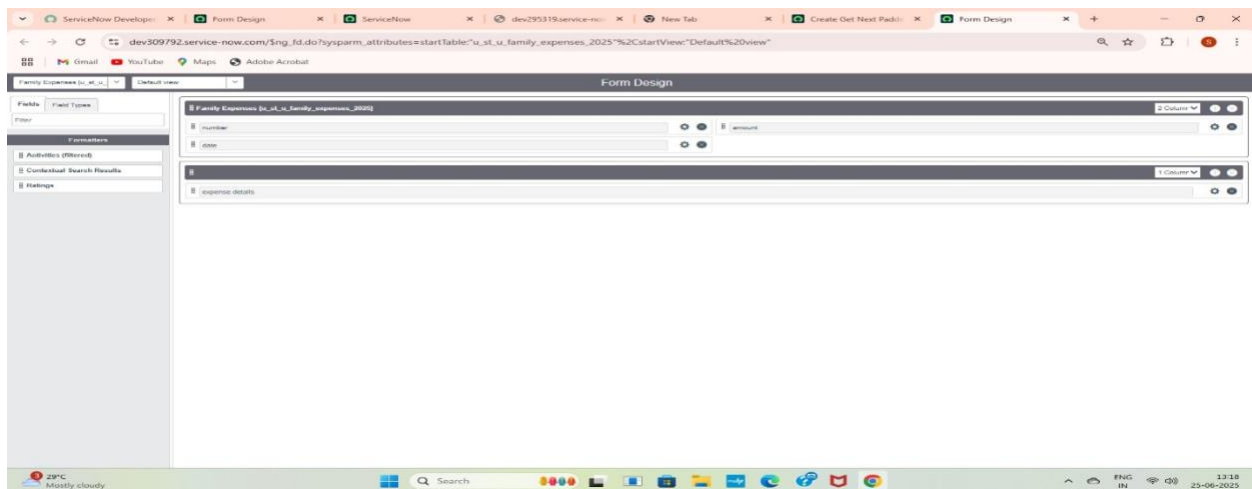 ServiceNow Developer
Form Design
ServiceNow
dev295319.service-now
New Tab
Create Get Next Padd
Form Design
dev309792.service-now.com/$ng_fd.do?sysparm_attributes=startTable:"u_st_u_family_expenses_2025"%2CstartView:"Default%20view"
S
Gmail
YouTube
Maps
Adobe Acrobat
Family Expenses [u_st_u_
Default view
Form Design
Fields
Field Types
Filter
Formatters
Activities (filtered)
Contextual Search Results
Ratings
Family Expenses [u_st_u_family_expenses_2025]
2 Column
number
amount
date
1 Column
expense details
29°C
Mostly cloudy
Search
ENG
IN
13:18
25-06-2025